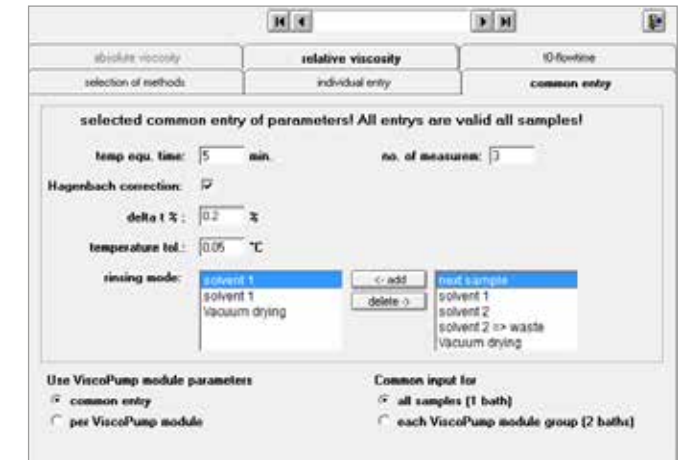 absolute viscosity relative viscosity t0-flowtime
selection of methods individual entry common entry
selected common entry of parameters! All entrys are valid all samples!
temp equ. time: 5 min. no. of measurem: 3
Hagenbach correction:
delta t % : 0.2 %
temperature tol.: 0.05 °C
rinsing mode: solvent 1 <- add next sample
solvent 1 delete -> solvent 1
Vacuum drying solvent 2
solvent 2 => waste
Vacuum drying
Use ViscoPump module parameters Common input for
common entry all samples (1 bath)
per ViscoPump module each ViscoPump module group (2 baths)